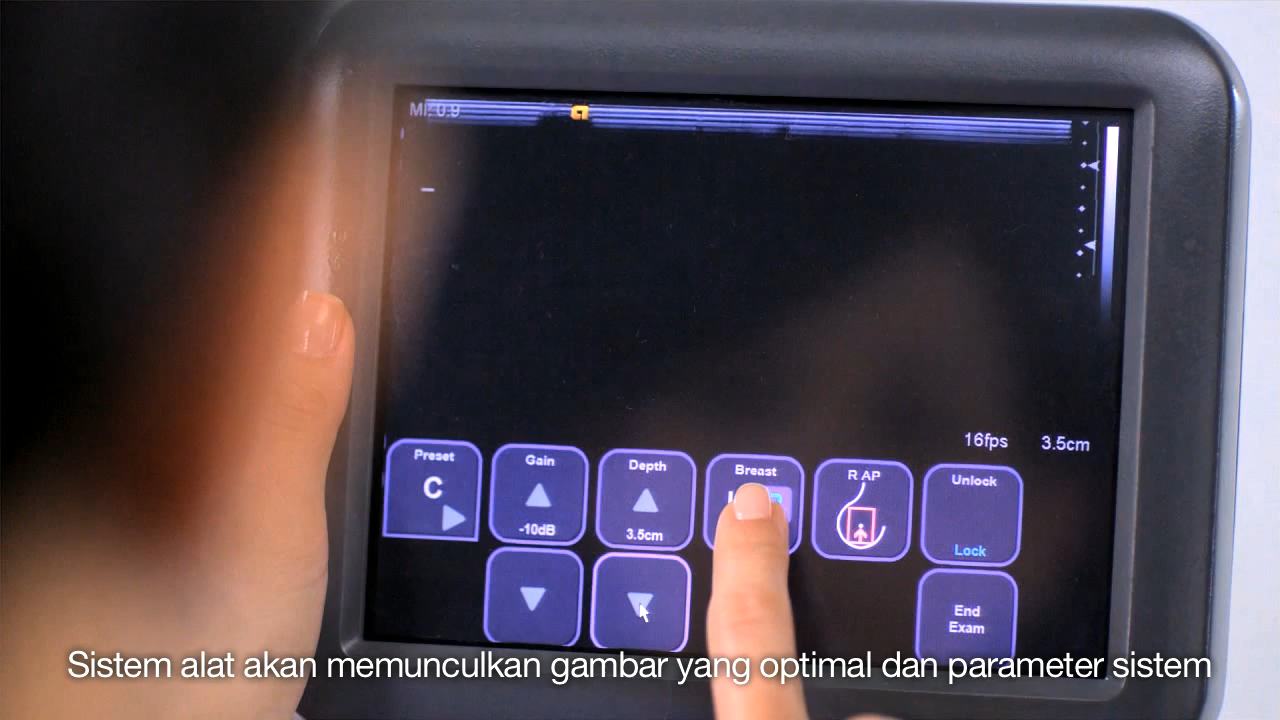 MI: 0.9
a
16fps 3.5cm
Preset Gain Depth Breast R AP Unlock
C
-10dB 3.5cm Lock
End
Exam
Sistem alat akan memunculkan gambar yang optimal dan parameter sistem